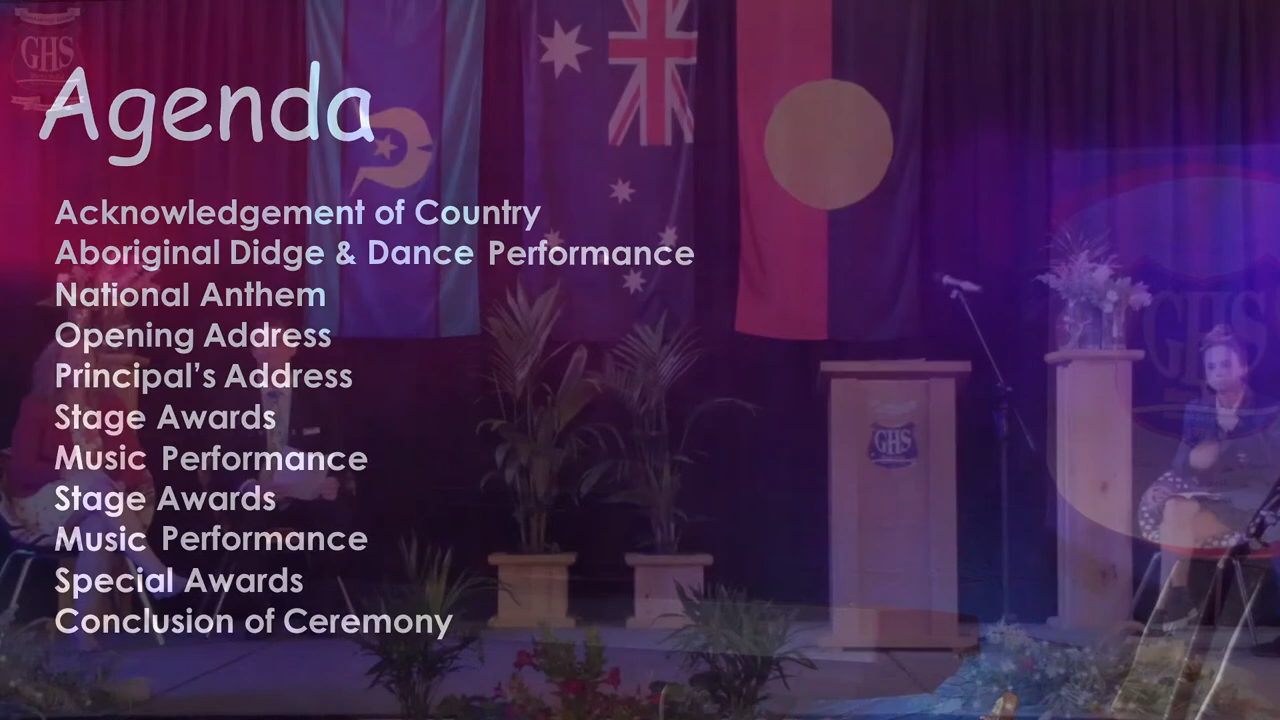 GHS
Agenda
Acknowledgement of Country
Aboriginal Didge & Dance Performance
National Anthem
Opening Address
Principal's Address
Stage Awards
Music Performance
Stage Awards
Music Performance
Special Awards
Conclusion of Ceremony
GHS
GHS